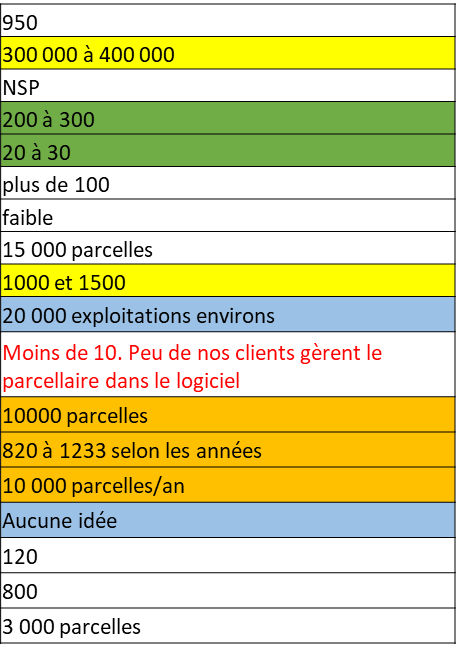 950
300 000 à 400 000
NSP
200 à 300
20 à 30
plus de 100
faible
15 000 parcelles
1000 et 1500
20 000 exploitations environs
Moins de 10. Peu de nos clients gèrent le
parcellaire dans le logiciel
10000 parcelles
820 à 1233 selon les années
10 000 parcelles/an
Aucune idée
120
800
3 000 parcelles